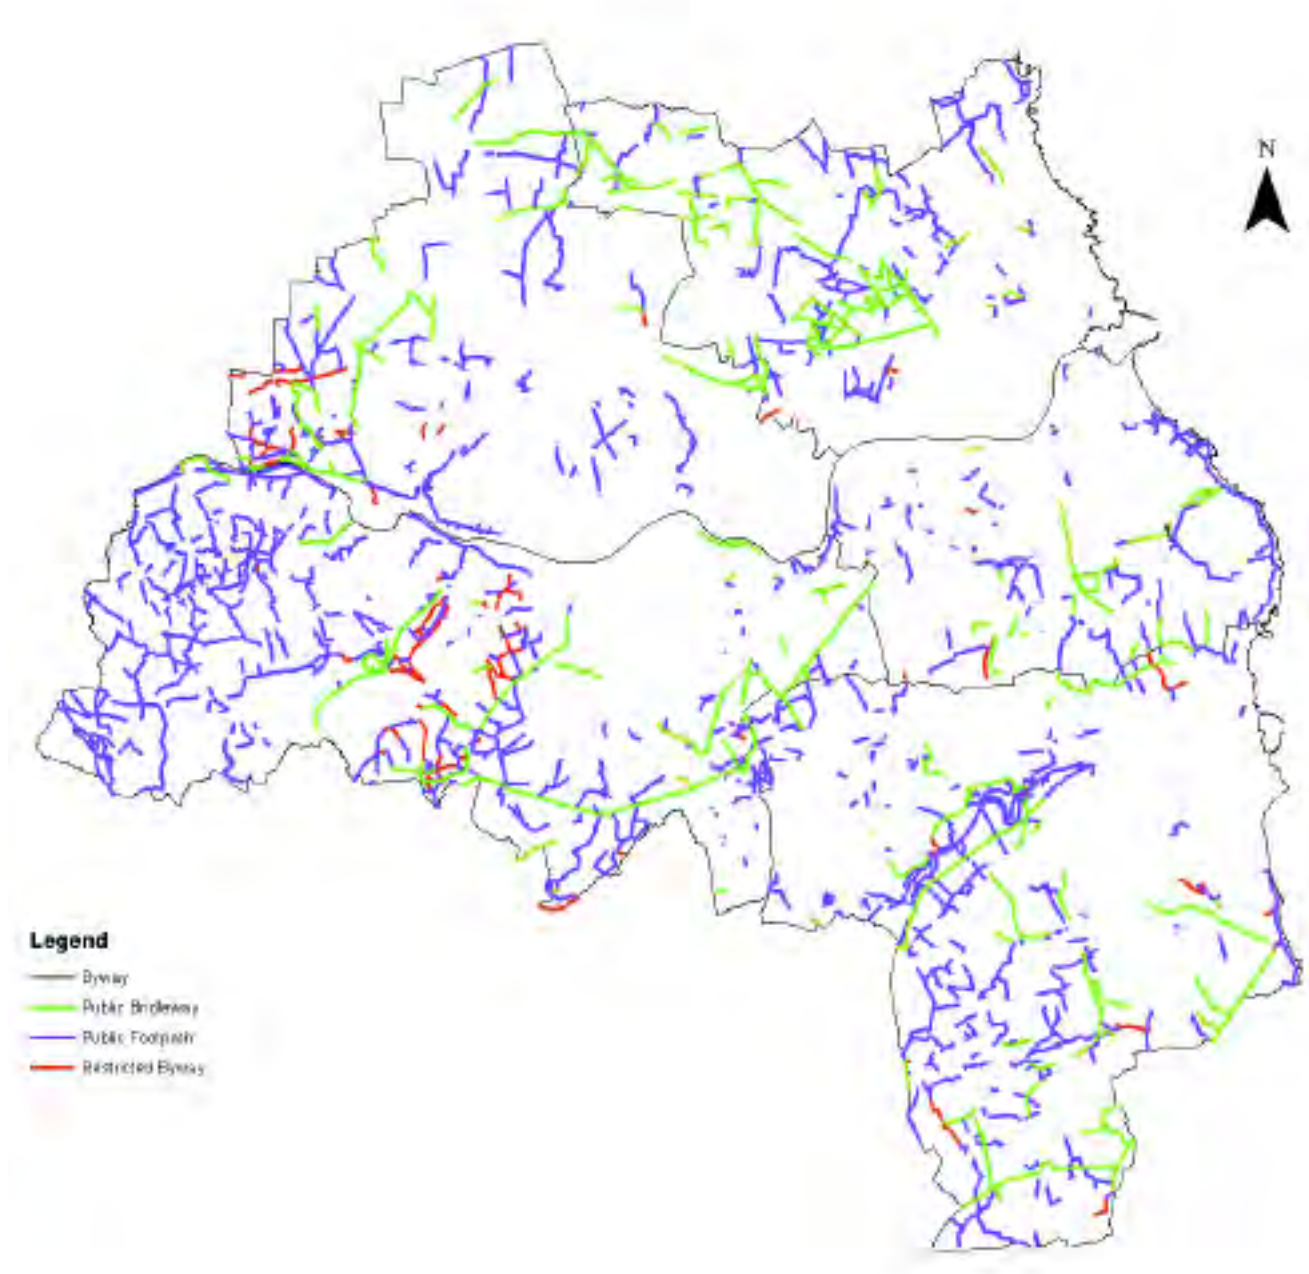 N
Legend
Byway
Public Bridleway
Public Footpath
Restricted Byway